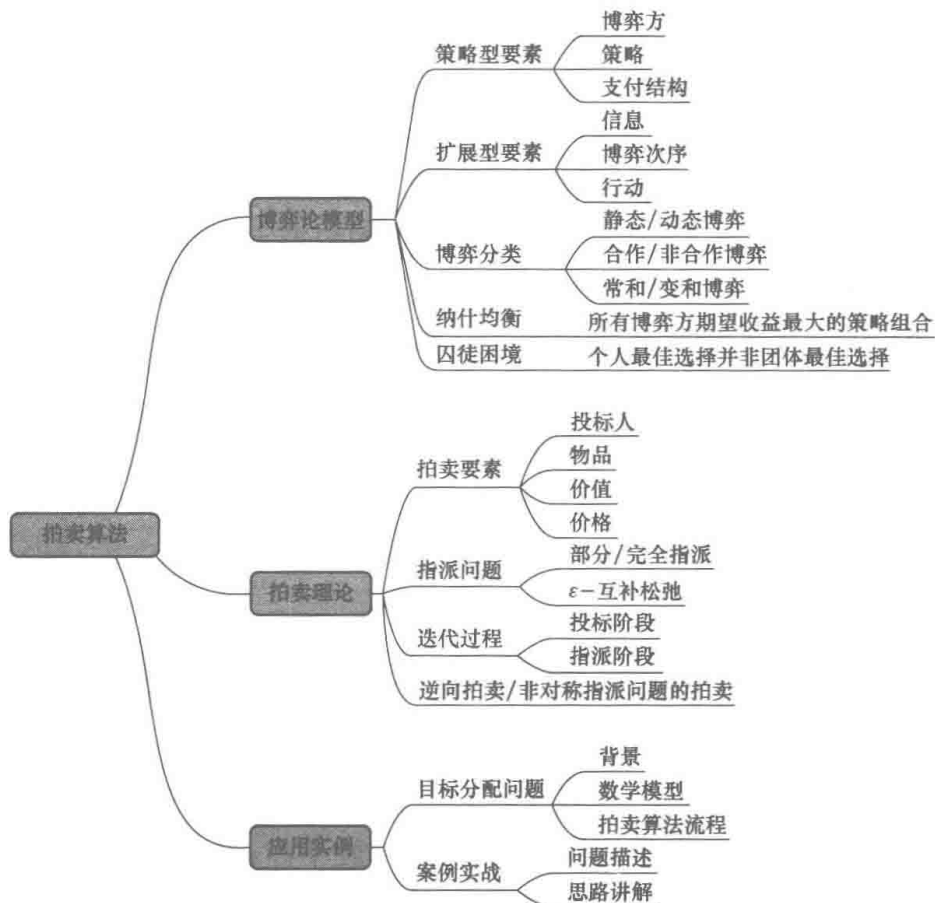 拍卖算法
博弈论模型
策略型要素
博弈方
策略
支付结构
扩展型要素
信息
博弈次序
行动
博弈分类
静态/动态博弈
合作/非合作博弈
常和/变和博弈
纳什均衡
所有博弈方期望收益最大的策略组合
囚徒困境
个人最佳选择并非团体最佳选择
拍卖理论
拍卖要素
投标人
物品
价值
价格
指派问题
部分/完全指派
ε-互补松弛
迭代过程
投标阶段
指派阶段
逆向拍卖/非对称指派问题的拍卖
应用实例
目标分配问题
背景
数学模型
拍卖算法流程
案例实战
问题描述
思路讲解